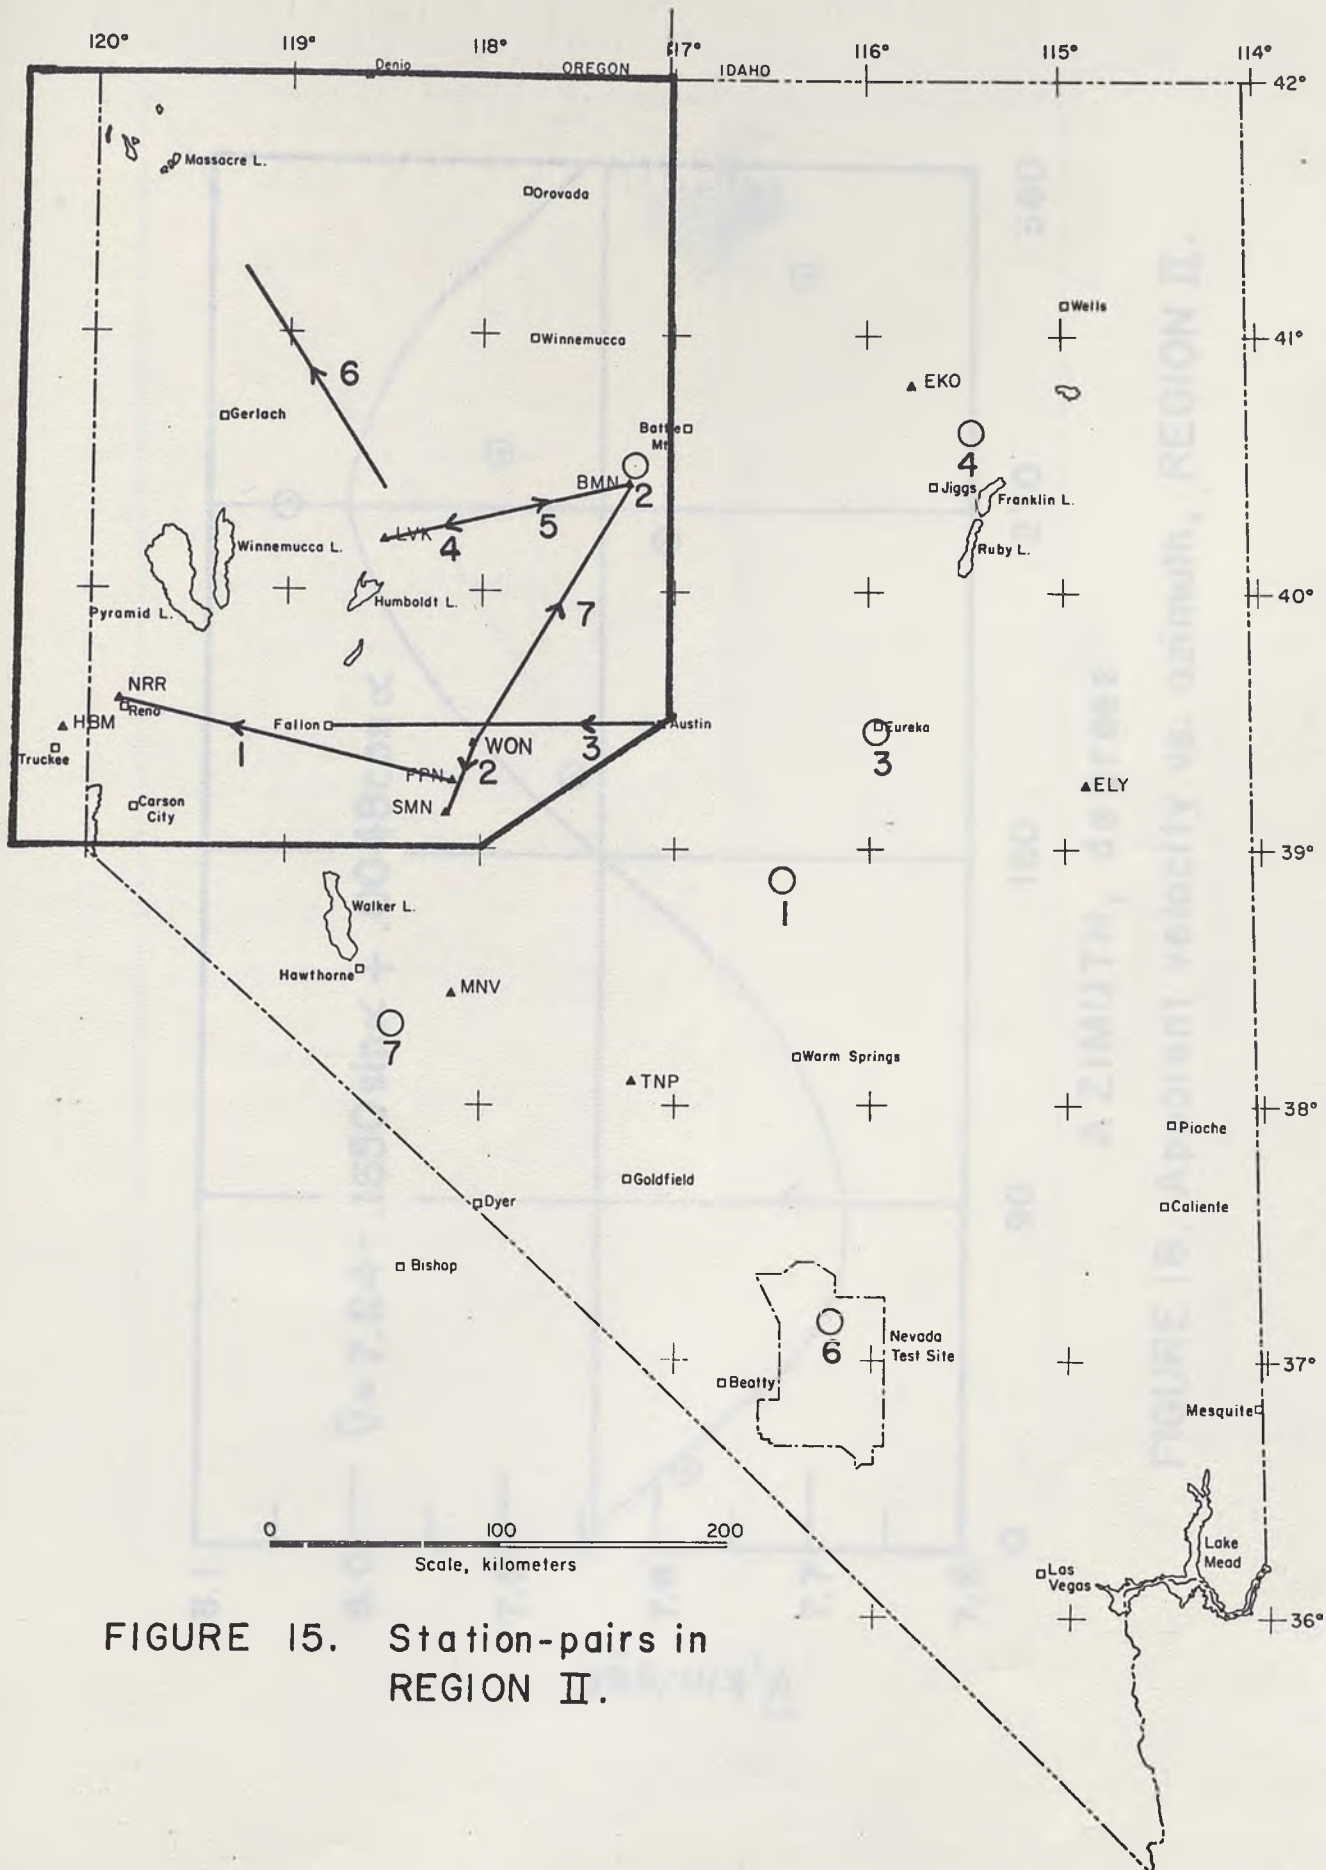 120°
119°
118°
117°
116°
115°
114°
Denio
OREGON
IDAHO
42°
Massacre L.
Orovada
Wells
Winnemucca
41°
6
EKO
Gerlach
Battle
Mt.
4
BMN
2
Jiggs
Franklin L.
5
LVK
4
Winnemucca L.
Ruby L.
Humboldt L.
7
40°
Pyramid L.
NRR
Reno
HBM
Fallon
Austin
Eureka
1
WON
3
3
Truckee
FPN
2
ELY
SMN
Carson
City
39°
1
Walker L.
Hawthorne
MNV
7
Warm Springs
TNP
38°
Pioche
Goldfield
Dyer
Caliente
Bishop
6
Nevada
Test Site
37°
Beatty
Mesquite
0
100
200
Scale, kilometers
Lake
Mead
Las
Vegas
36°
FIGURE 15. Station-pairs in
REGION II.